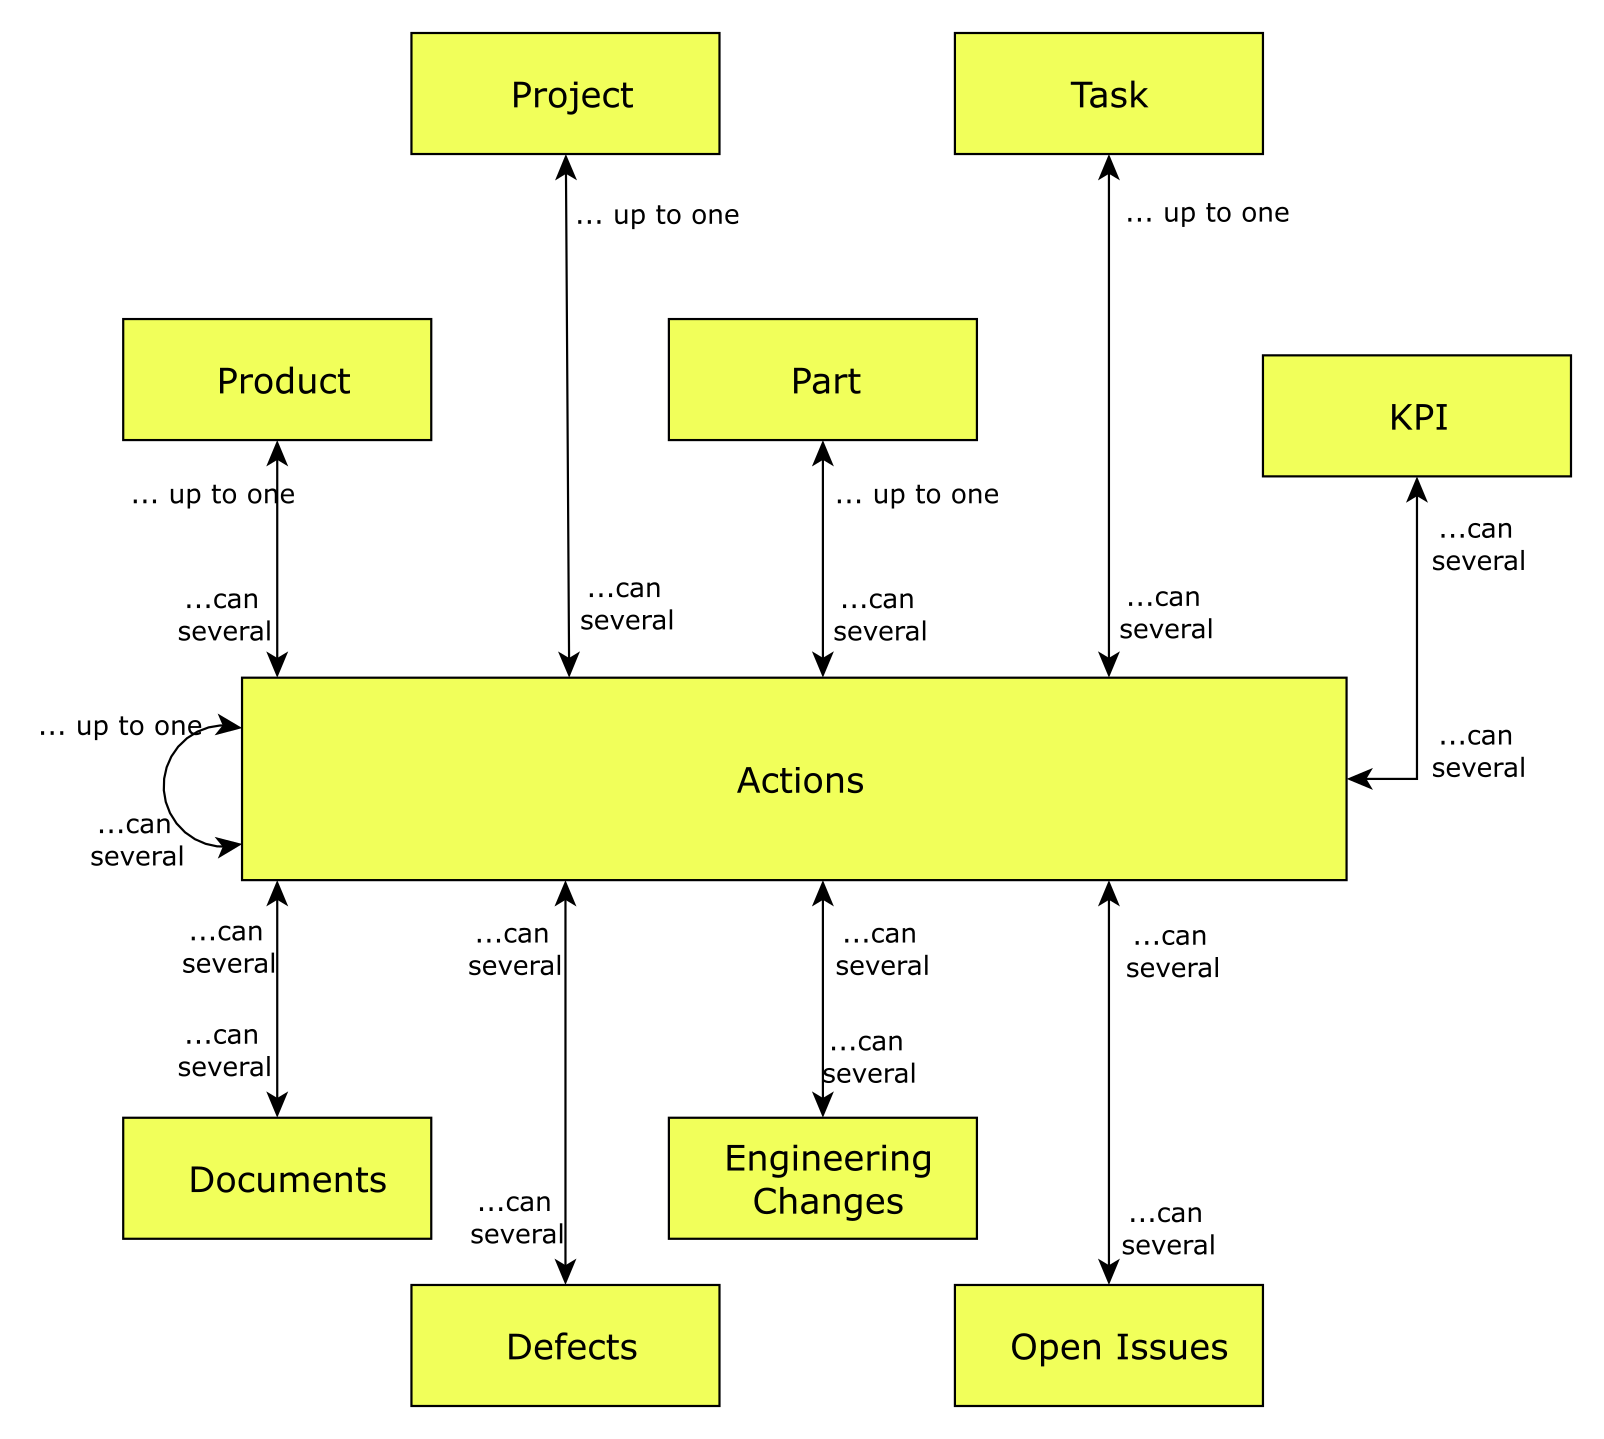 Project
Task
... up to one
... up to one
Product
Part
KPI
... up to one
... up to one
...can
several
...can
several
...can
several
...can
several
...can
several
... up to one
...can
several
Actions
...can
several
...can
several
...can
several
...can
several
...can
several
...can
several
...can
several
Documents
Engineering
Changes
...can
several
...can
several
Defects
Open Issues